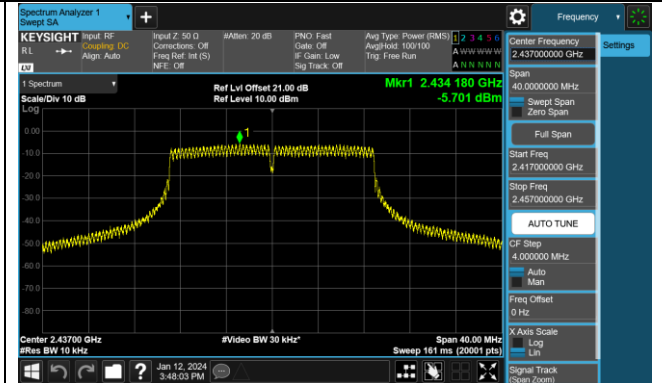 Spectrum Analyzer 1
Swept SA
Frequency
KEYSIGHT
RL
LXI
Input: RF
Coupling: DC
Align: Auto
Input Z: 50 Ω
Corrections: Off
Freq Ref: Int (S)
NFE: Off
#Atten: 20 dB
PNO: Fast
Gate: Off
IF Gain: Low
Sig Track: Off
Avg Type: Power (RMS)
Avg|Hold: 100/100
Trig: Free Run
1 2 3 4 5 6
A W W W W W
A N N N N N
1 Spectrum
Scale/Div 10 dB
Ref Lvl Offset 21.00 dB
Ref Level 10.00 dBm
Mkr1 2.434 180 GHz
-5.701 dBm
Log
1
0.00
-10.0
-20.0
-30.0
-40.0
-50.0
-60.0
-70.0
-80.0
Center 2.43700 GHz
#Res BW 10 kHz
#Video BW 30 kHz*
Span 40.00 MHz
Sweep 161 ms (20001 pts)
Jan 12, 2024
3:48:03 PM
Center Frequency
2.437000000 GHz
Span
40.0000000 MHz
Swept Span
Zero Span
Full Span
Start Freq
2.417000000 GHz
Stop Freq
2.457000000 GHz
AUTO TUNE
CF Step
4.000000 MHz
Auto
Man
Freq Offset
0 Hz
X Axis Scale
Log
Lin
Signal Track
(Span Zoom)
Settings